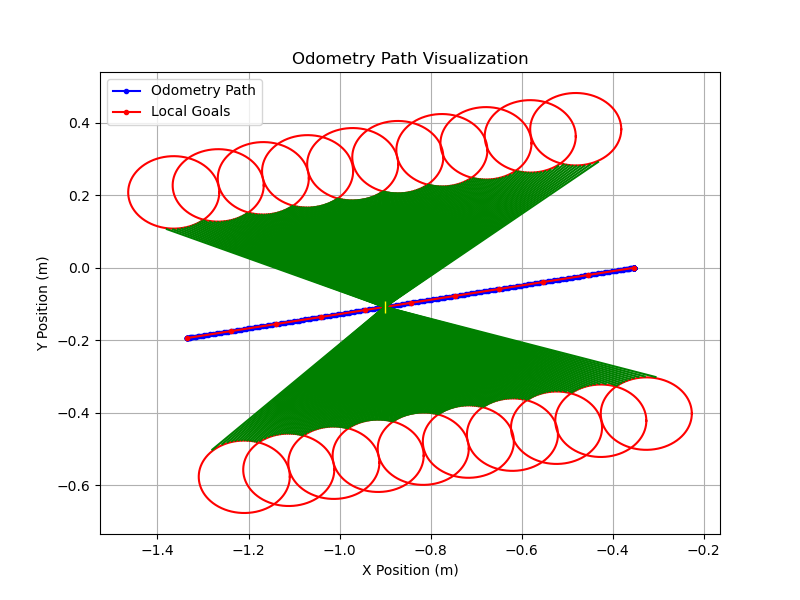 Odometry Path Visualization
Odometry Path
Local Goals
Y Position (m)
0.4
0.2
0.0
−0.2
−0.4
−0.6
−1.4
−1.2
−1.0
−0.8
−0.6
−0.4
−0.2
X Position (m)